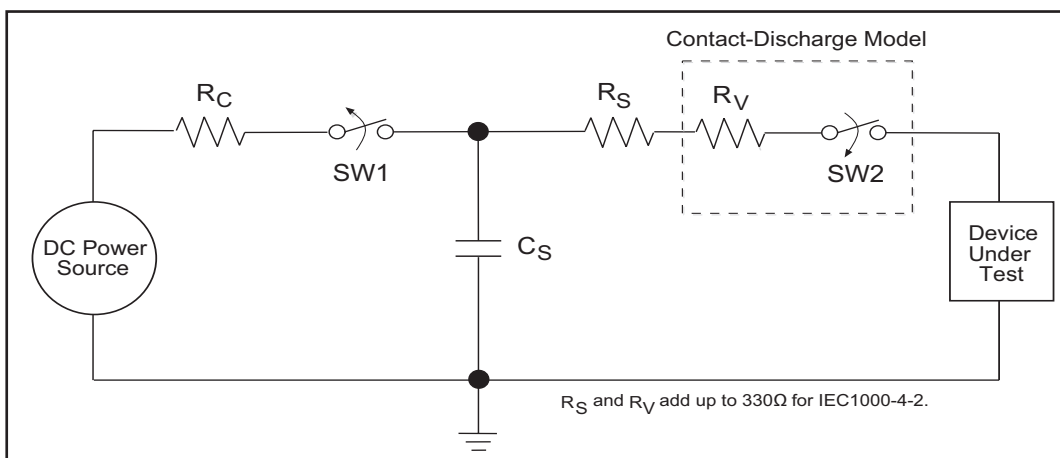 Contact-Discharge Model
RC
RS
RV
SW1
SW2
DC Power
Source
CS
Device
Under
Test
RS and RV add up to 330Ω for IEC1000-4-2.